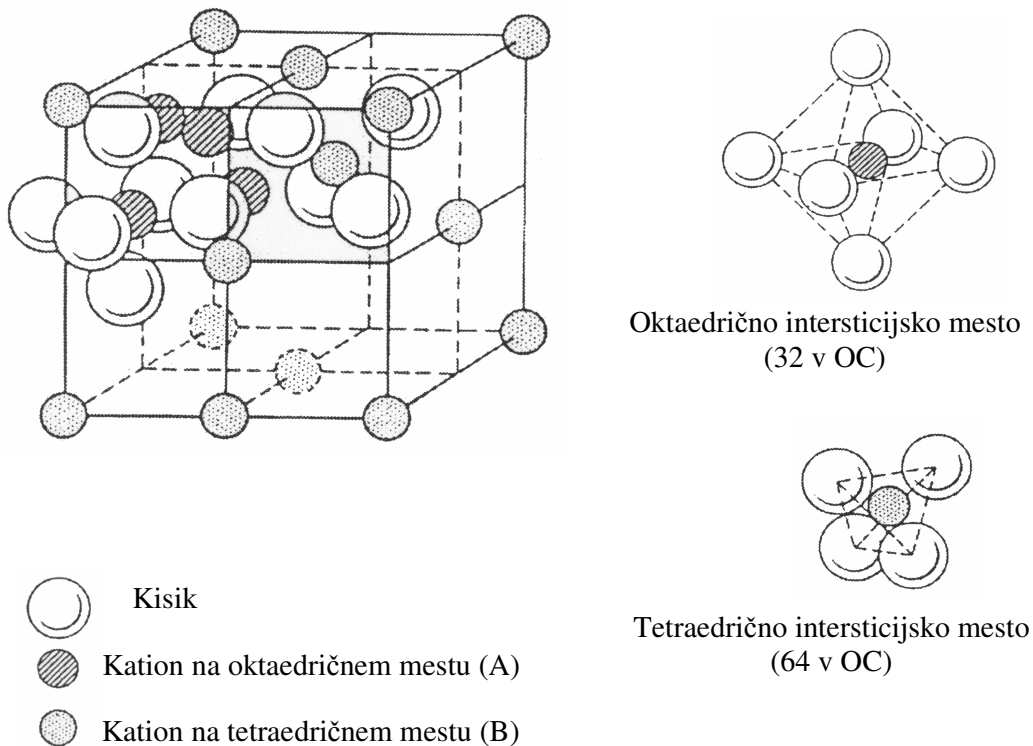 Oktaedrično intersticijsko mesto
(32 v OC)
Tetraedrično intersticijsko mesto
(64 v OC)
Kisik
Kation na oktaedričnem mestu (A)
Kation na tetraedričnem mestu (B)